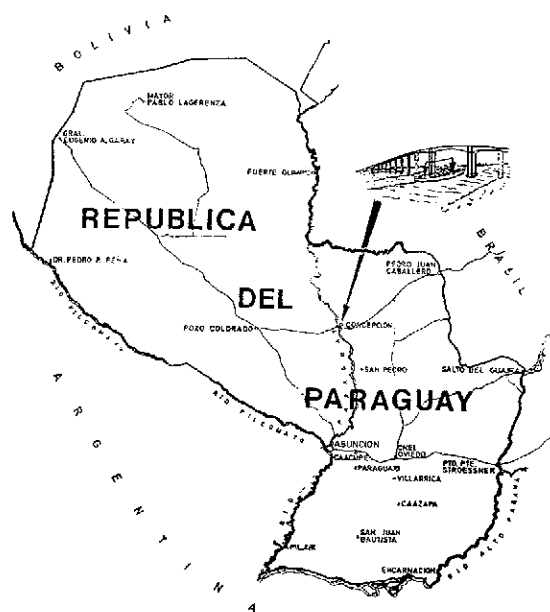 BOLIVIA
MAYOR
PABLO LAGERENZA
GRAL.
EUGENIO A. GARAY
FUERTE OLIMPO
REPUBLICA
BRASIL
PEDRO JUAN
CABALLERO
DR. PEDRO P. PEÑA
DEL
RIO PILCOMAYO
POZO COLORADO
CONCEPCION
SAN PEDRO
SALTO DEL GUAIRA
ARGENTINA
RIO PILCOMAYO
PARAGUAY
ASUNCION
CAACUPE
CNEL
OVIEDO
PARAGUARI
PTO. PTE.
STROESSNER
VILLARRICA
CAAZAPA
SAN JUAN
BAUTISTA
PILAR
ENCARNACION
RIO ALTO PARANA
4